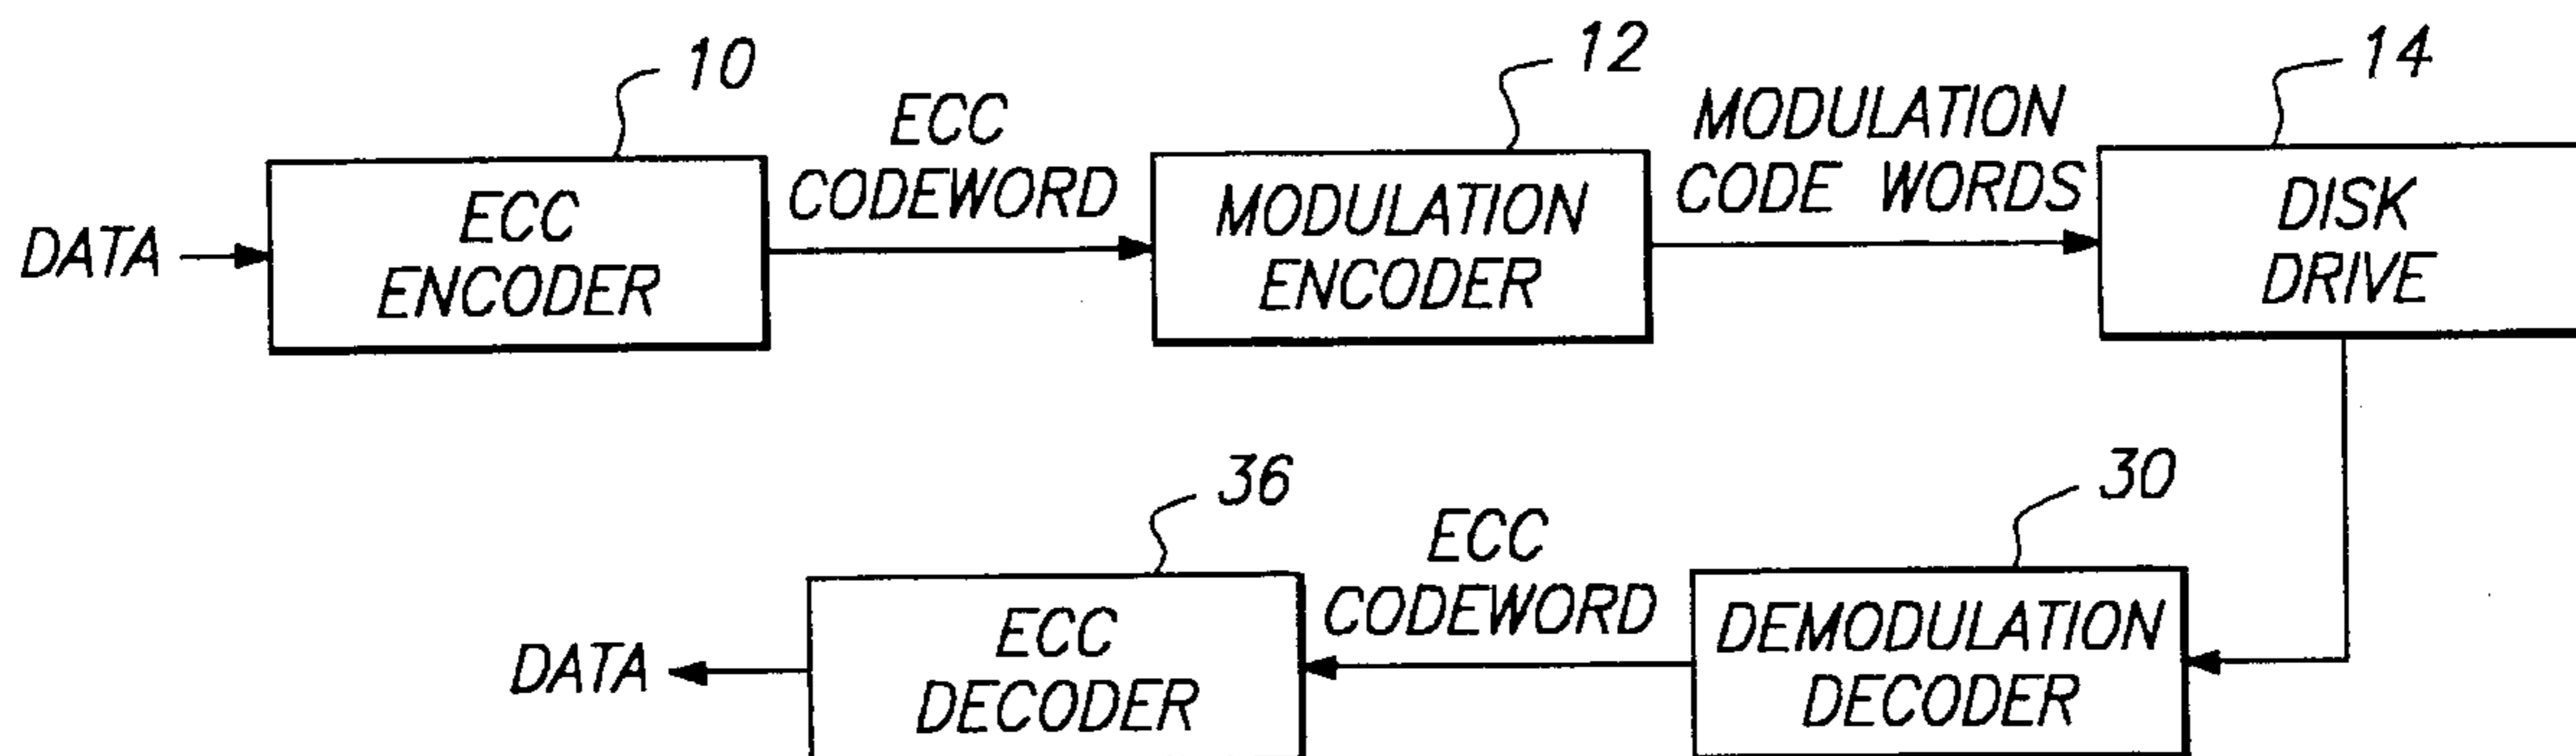 10
12
14
DATA
ECC
ENCODER
ECC
CODEWORD
MODULATION
ENCODER
MODULATION
CODE WORDS
DISK
DRIVE
36
30
DATA
ECC
DECODER
ECC
CODEWORD
DEMODULATION
DECODER